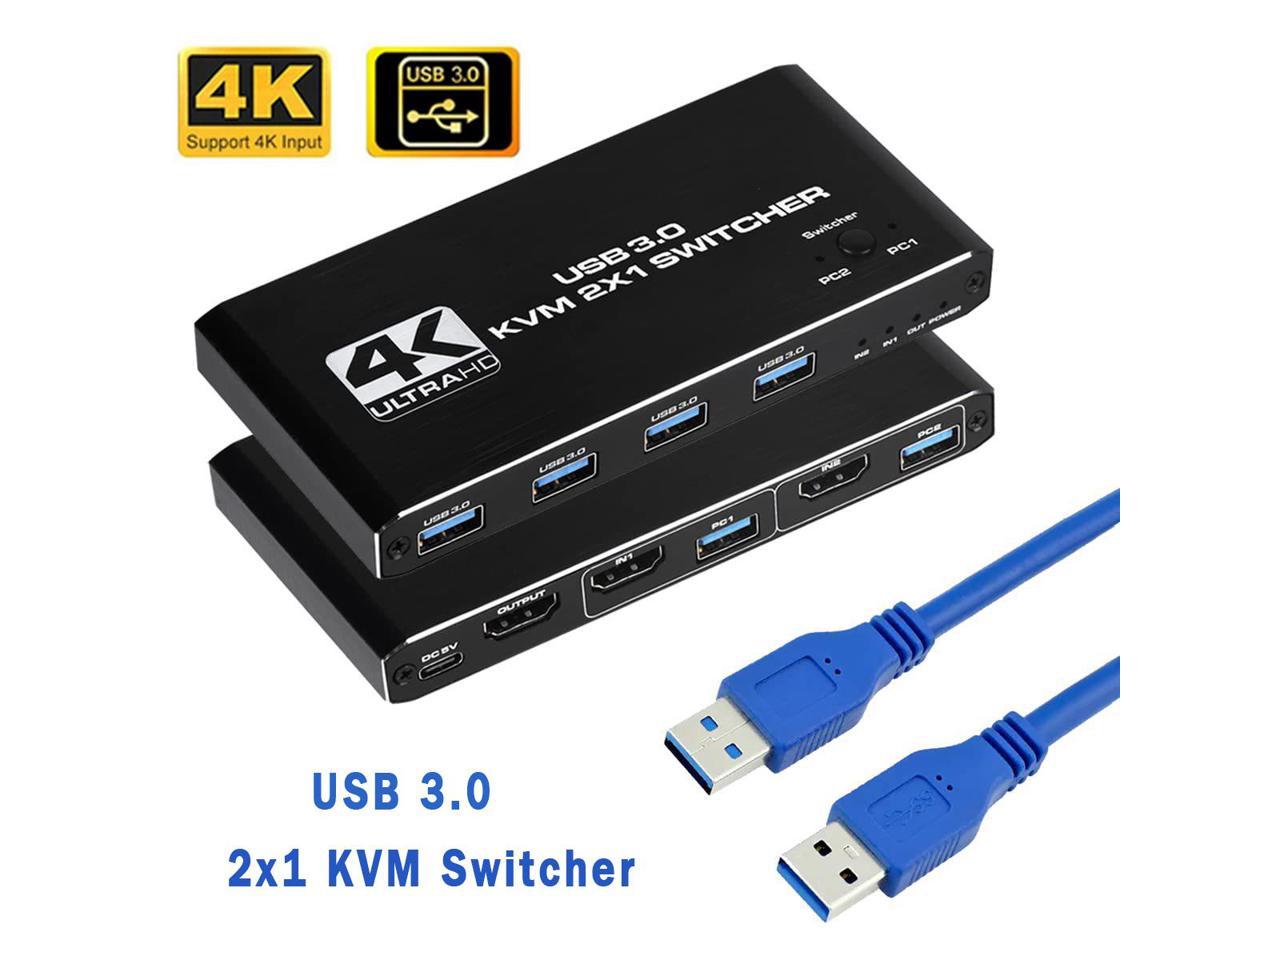 4K
Support 4K Input
USB 3.0
USB 3.0
KVM 2X1 SWITCHER
Switcher
PC2
PC1
4K
ULTRAHD
IN2
IN1
OUT
POWER
USB 3.0
USB 3.0
USB 3.0
USB 3.0
DC 5V
OUTPUT
IN1
PC1
IN2
PC2
USB 3.0
2x1 KVM Switcher